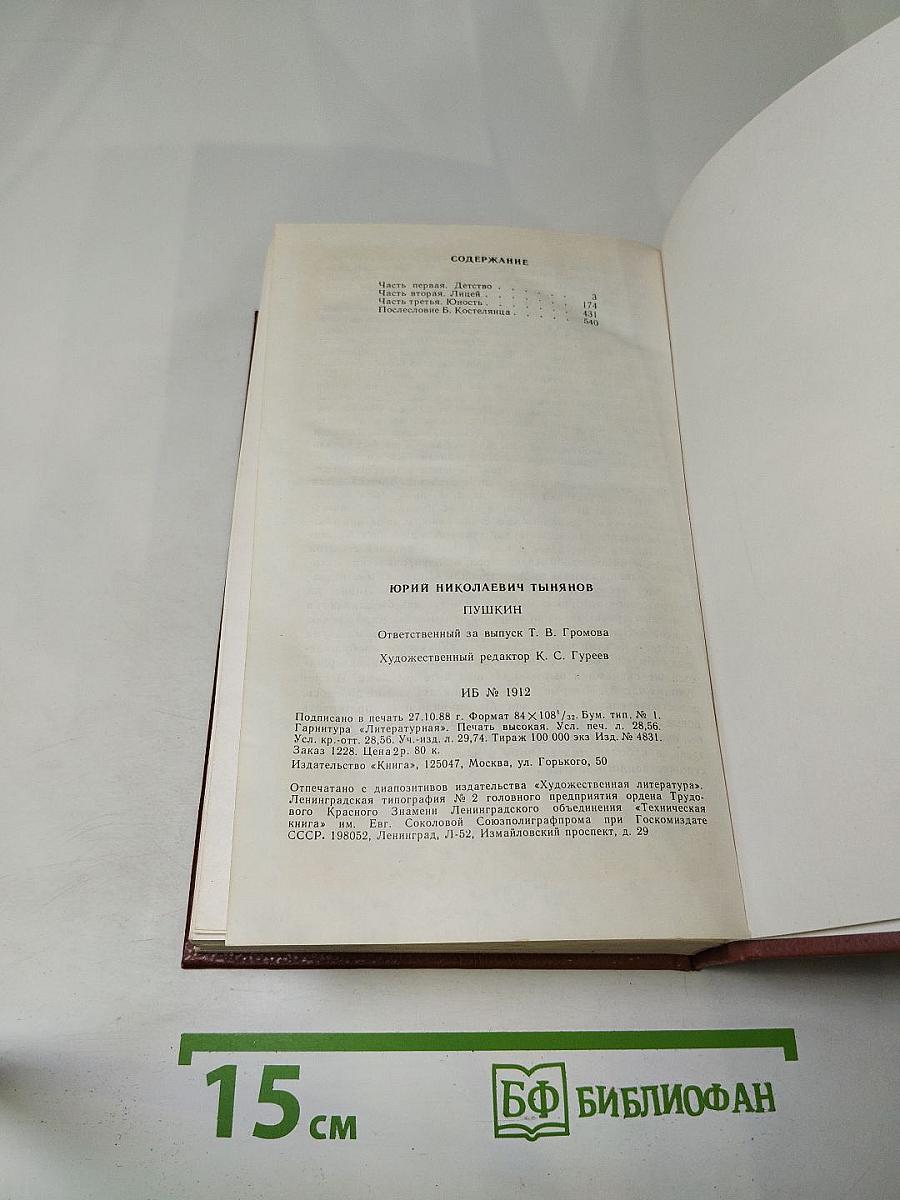 СОДЕРЖАНИЕ
Часть первая. Детство . . . . . . 3
Часть вторая. Лицей . . . . . . 174
Часть третья. Юность . . . . . . 431
Послесловие Б. Костелянца . . . . . 540
ЮРИЙ НИКОЛАЕВИЧ ТЫНЯНОВ
ПУШКИН
Ответственный за выпуск Т. В. Громова
Художественный редактор К. С. Гуреев
ИБ № 1912
Подписано в печать 27.10.88 г. Формат 84×108¹/₃₂. Бум. тип. № 1.
Гарнитура «Литературная». Печать высокая. Усл. печ. л. 28,56.
Усл. кр.-отт. 28,56. Уч.-изд. л. 29,74. Тираж 100 000 экз Изд. № 4831.
Заказ 1228. Цена 2 р. 80 к.
Издательство «Книга», 125047, Москва, ул. Горького, 50
Отпечатано с диапозитивов издательства «Художественная литература».
Ленинградская типография № 2 головного предприятия ордена Трудо-
вого Красного Знамени Ленинградского объединения «Техническая
книга» им. Евг. Соколовой Союзполиграфпрома при Госкомиздате
СССР. 198052, Ленинград, Л-52, Измайловский проспект, д. 29
15 см
БФ БИБЛИОФАН